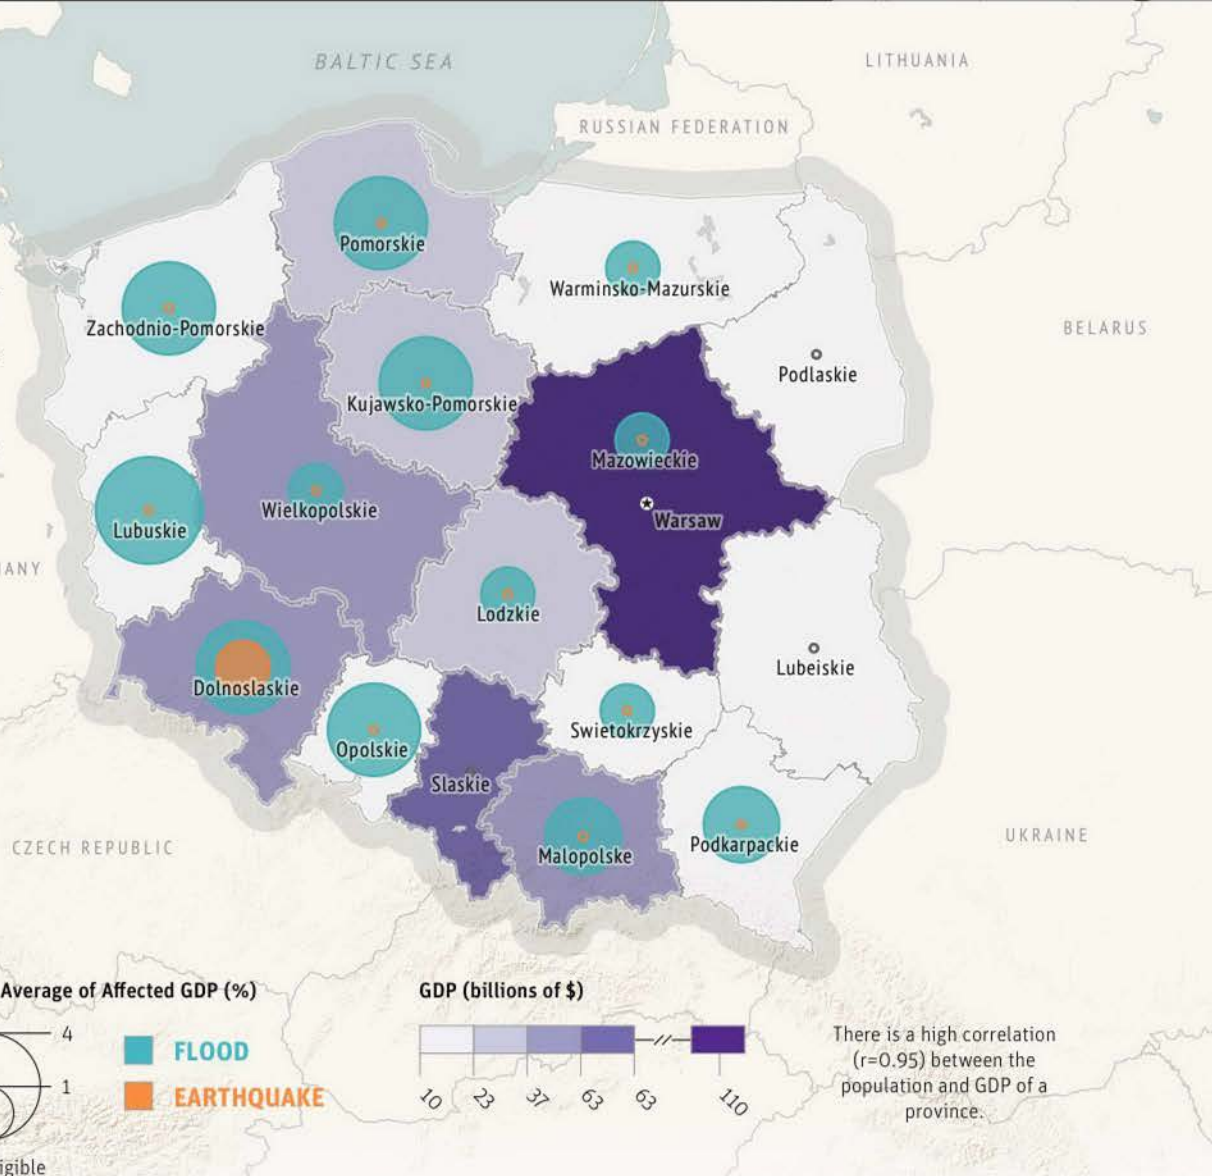 BALTIC SEA
LITHUANIA
RUSSIAN FEDERATION
Pomorskie
Warminsko-Mazurskie
Zachodnio-Pomorskie
BELARUS
Podlaskie
Kujawsko-Pomorskie
Mazowieckie
Wielkopolskie
Warsaw
Lubuskie
ANY
Lodzkie
Lubeiskie
Dolnoslaskie
Swietokrzyskie
Opolskie
Slaskie
UKRAINE
CZECH REPUBLIC
Podkarpackie
Malopolske
Average of Affected GDP (%)
4
1
igible
FLOOD
EARTHQUAKE
GDP (billions of $)
10 23 37 63 63 110
There is a high correlation
(r=0.95) between the
population and GDP of a
province.